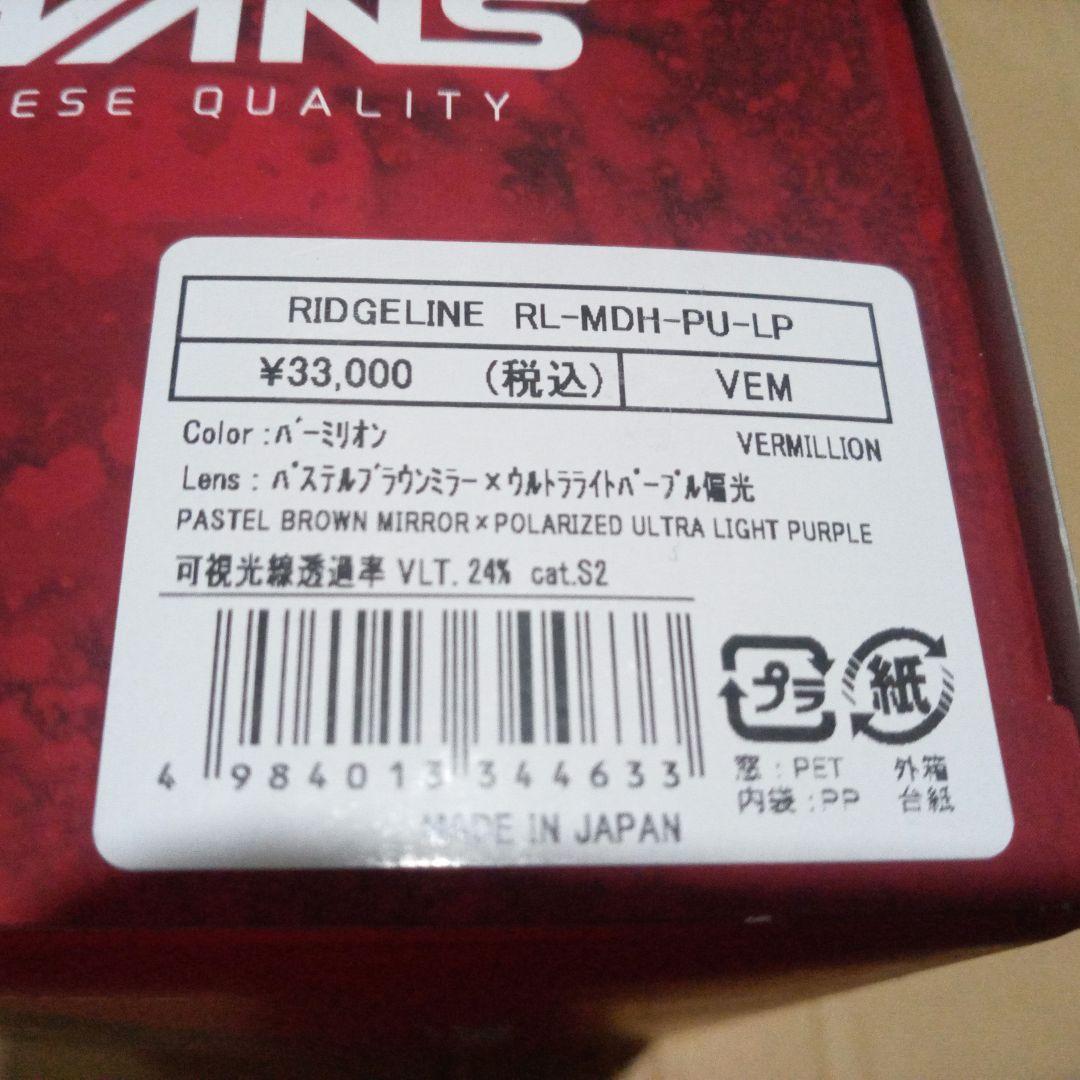 VANS
ESE QUALITY
RIDGELINE RL-MDH-PU-LP
¥33,000 (税込) VEM
Color :バーミリオン VERMILLION
Lens : パステルブラウンミラー×ウルトラライトパープル偏光
PASTEL BROWN MIRROR×POLARIZED ULTRA LIGHT PURPLE
可視光線透過率 VLT. 24% cat.S2
4 984013 344633
プラ 紙
窓 : PET 外箱
内袋 : PP 台紙
MADE IN JAPAN